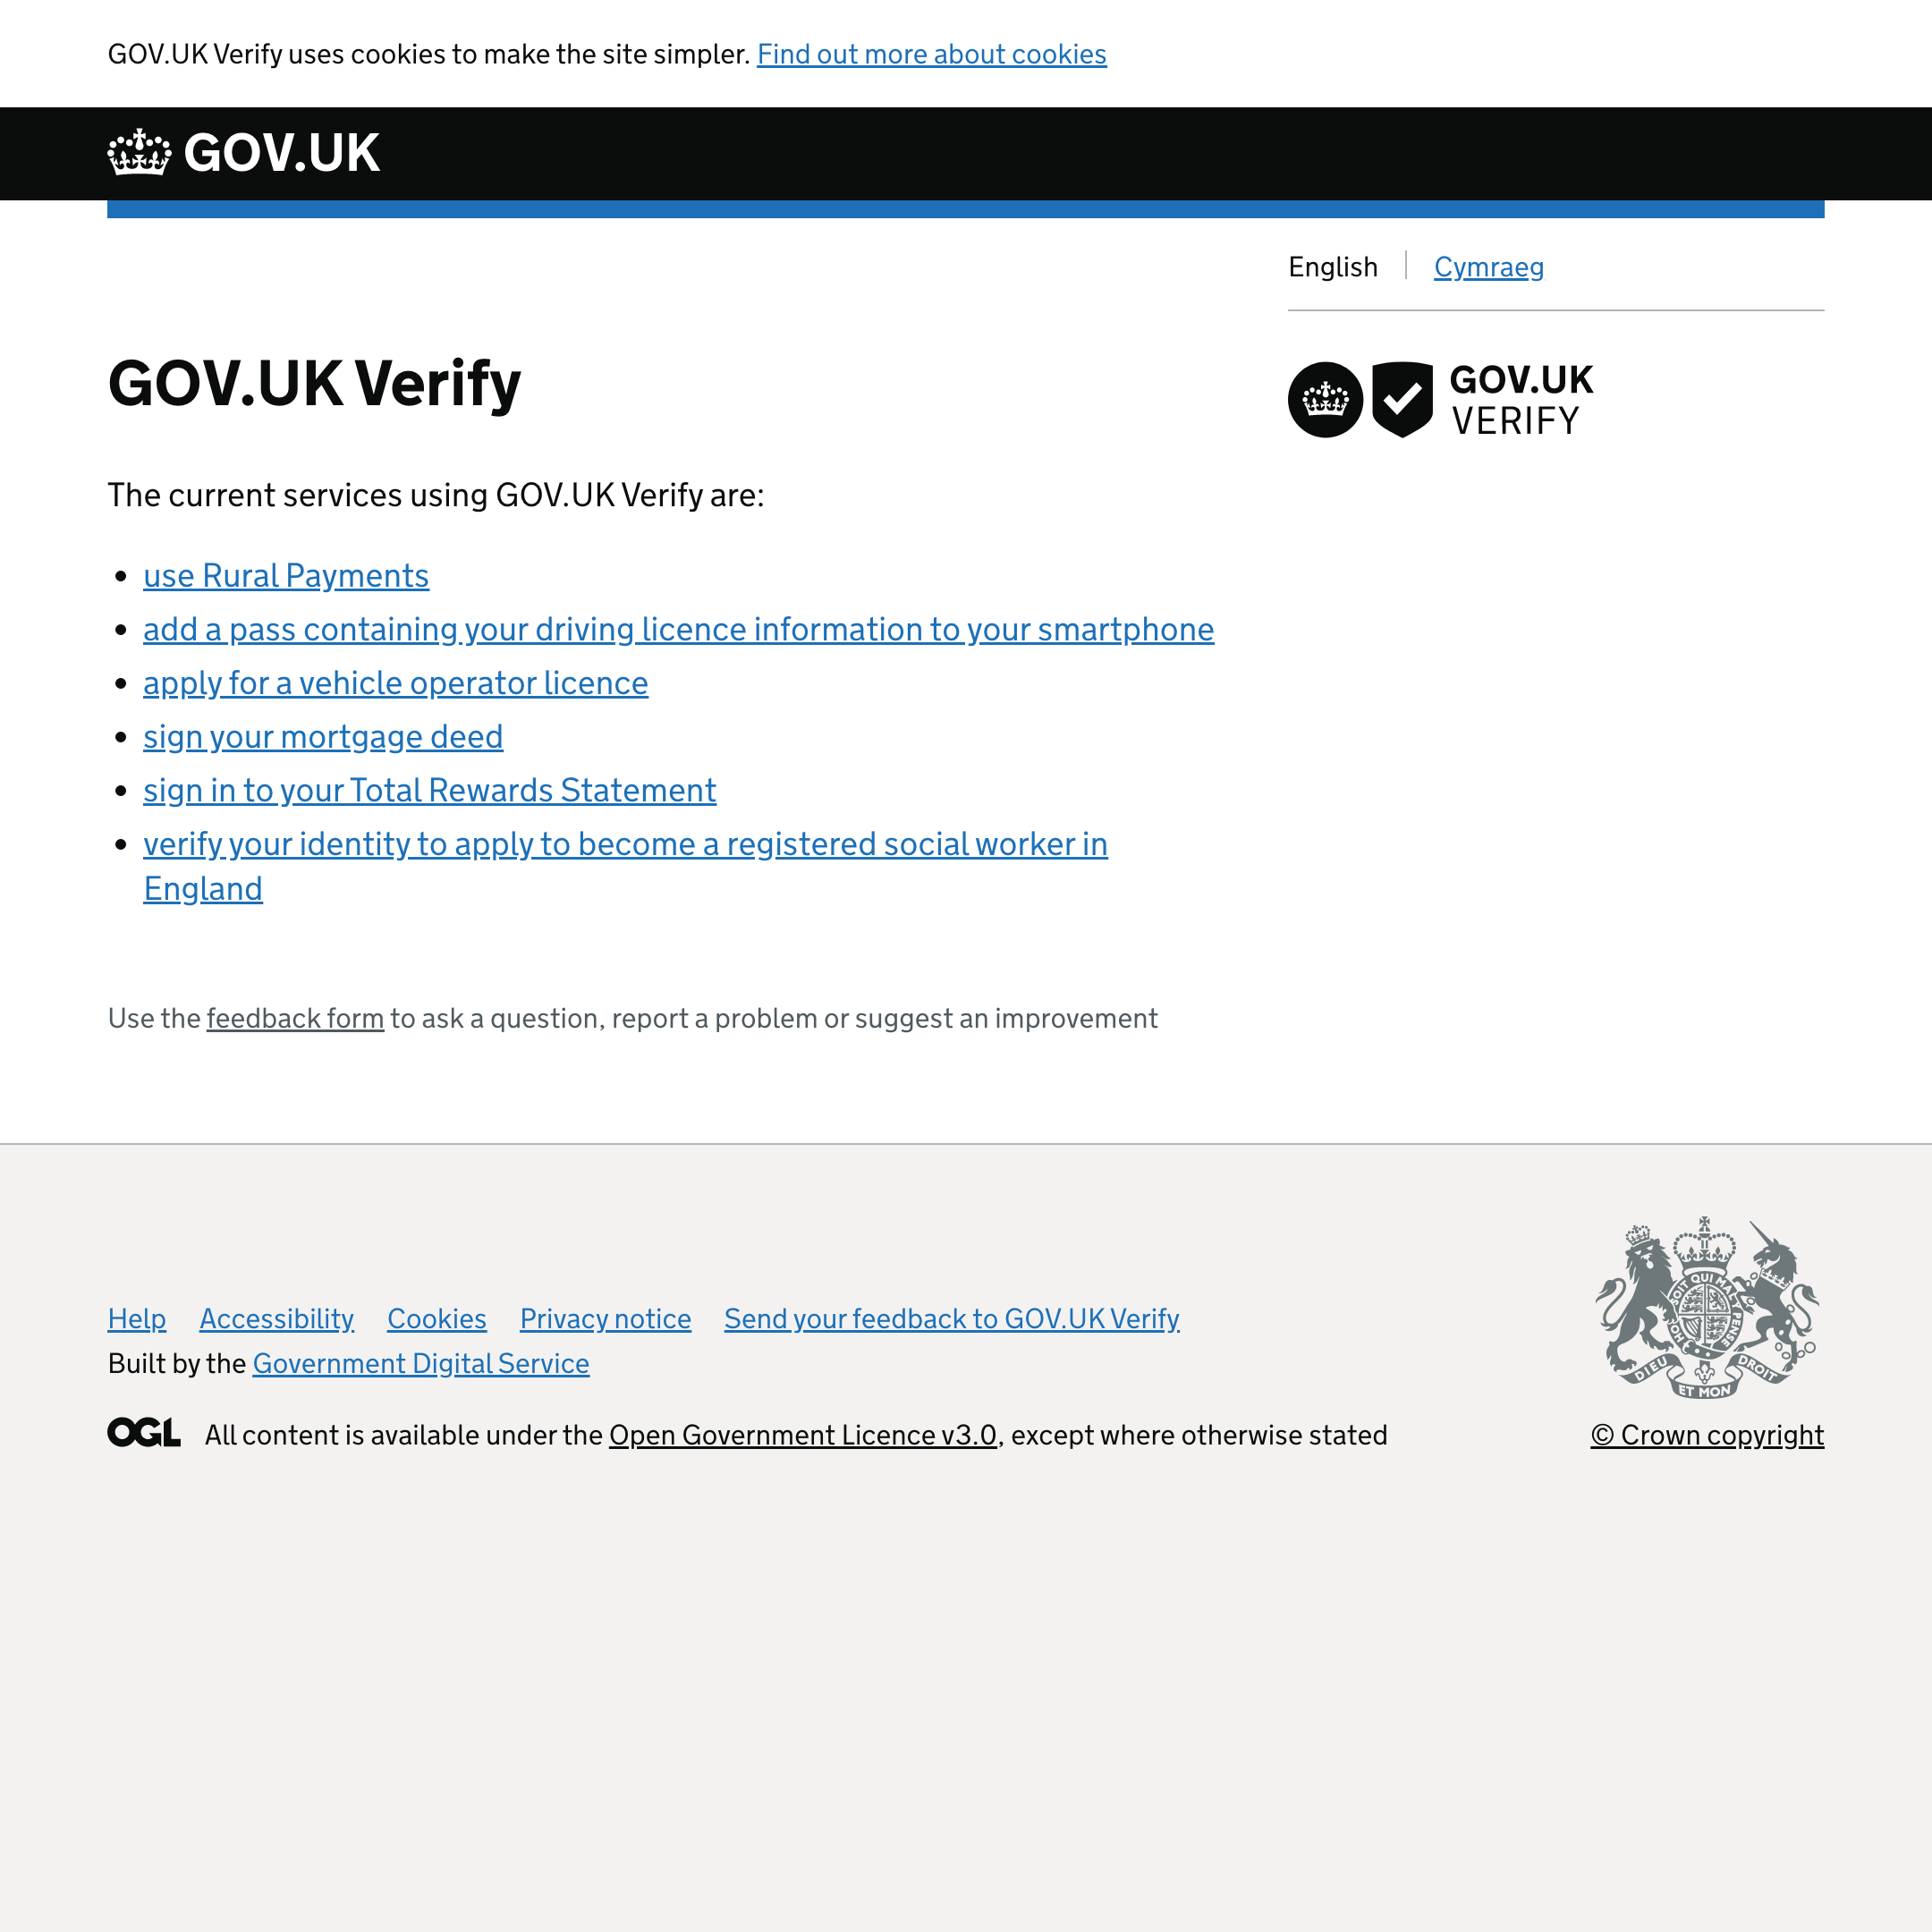 GOV.UK Verify uses cookies to make the site simpler. Find out more about cookies
GOV.UK
English
Cymraeg
GOV.UK Verify
GOV.UK
VERIFY
The current services using GOV.UK Verify are:
use Rural Payments
add a pass containing your driving licence information to your smartphone
apply for a vehicle operator licence
sign your mortgage deed
sign in to your Total Rewards Statement
verify your identity to apply to become a registered social worker in
England
Use the feedback form to ask a question, report a problem or suggest an improvement
Help Accessibility Cookies Privacy notice Send your feedback to GOV.UK Verify
Built by the Government Digital Service
OGL All content is available under the Open Government Licence v3.0, except where otherwise stated
SOIT QUI MAL Y PENSE
DIEU ET MON DROIT
© Crown copyright